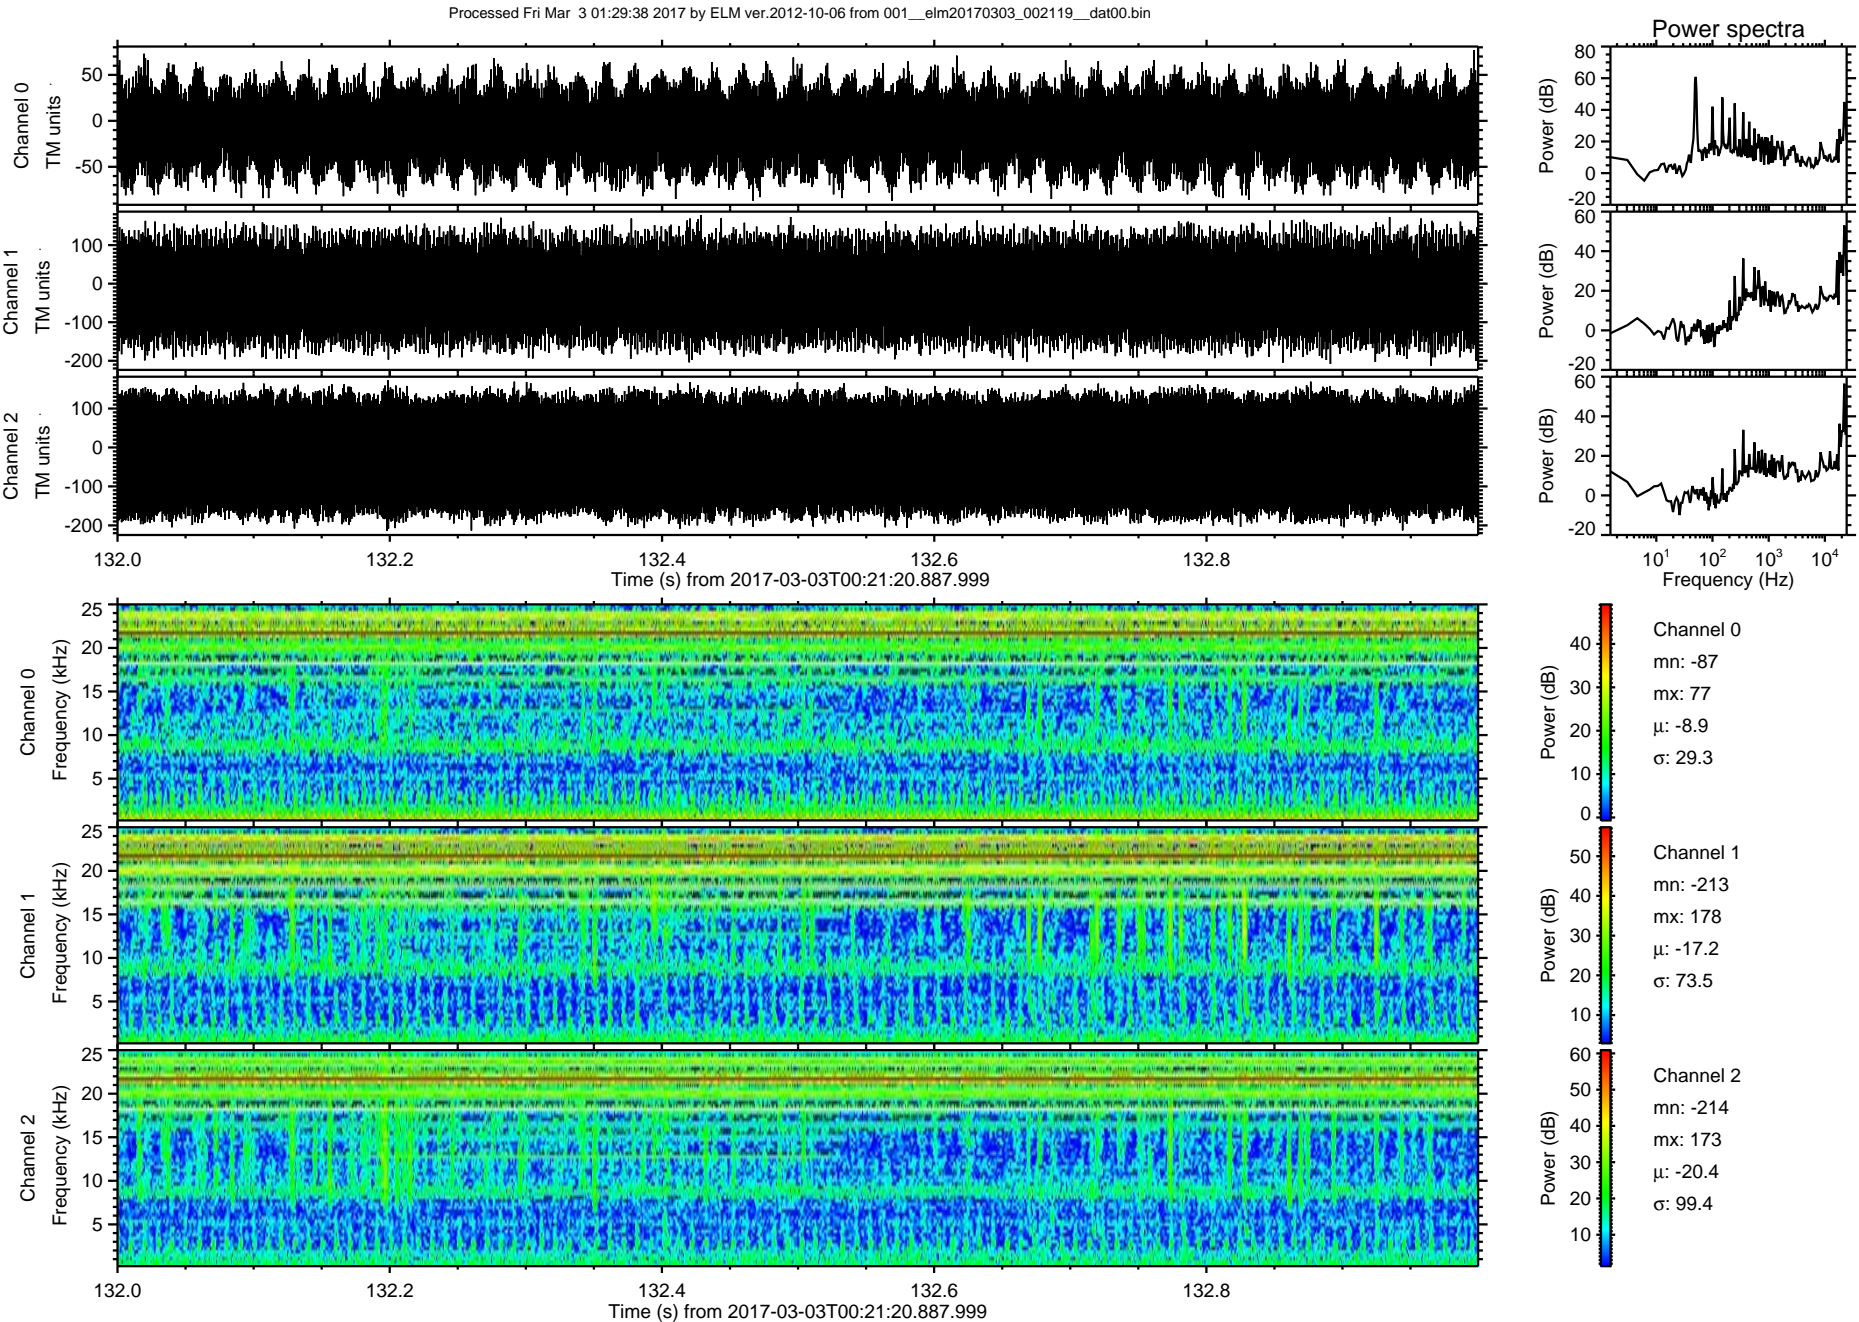 Processed Fri Mar  3 01:29:38 2017 by ELM ver.2012-10-06 from 001__elm20170303_002119__dat00.bin
Power spectra
Channel 0
TM units
50
0
-50
Power (dB)
80
60
40
20
0
-20
Channel 1
TM units
100
0
-100
-200
Power (dB)
60
40
20
0
-20
Channel 2
TM units
100
0
-100
-200
Power (dB)
60
40
20
0
-20
132.0 132.2 132.4 132.6 132.8
Time (s) from 2017-03-03T00:21:20.887.999
10¹ 10² 10³ 10⁴
Frequency (Hz)
Channel 0
Frequency (kHz)
25
20
15
10
5
Power (dB)
40
30
20
10
0
Channel 0
mn: -87
mx: 77
μ: -8.9
σ: 29.3
Channel 1
Frequency (kHz)
25
20
15
10
5
Power (dB)
50
40
30
20
10
Channel 1
mn: -213
mx: 178
μ: -17.2
σ: 73.5
Channel 2
Frequency (kHz)
25
20
15
10
5
Power (dB)
60
50
40
30
20
10
Channel 2
mn: -214
mx: 173
μ: -20.4
σ: 99.4
132.0 132.2 132.4 132.6 132.8
Time (s) from 2017-03-03T00:21:20.887.999